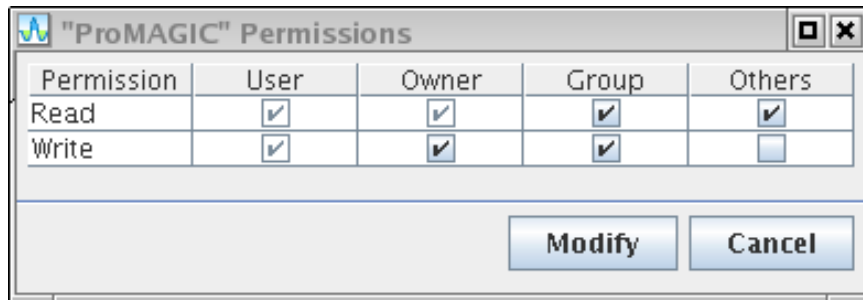 "ProMAGIC" Permissions
Permission User Owner Group Others
Read
Write
Modify Cancel